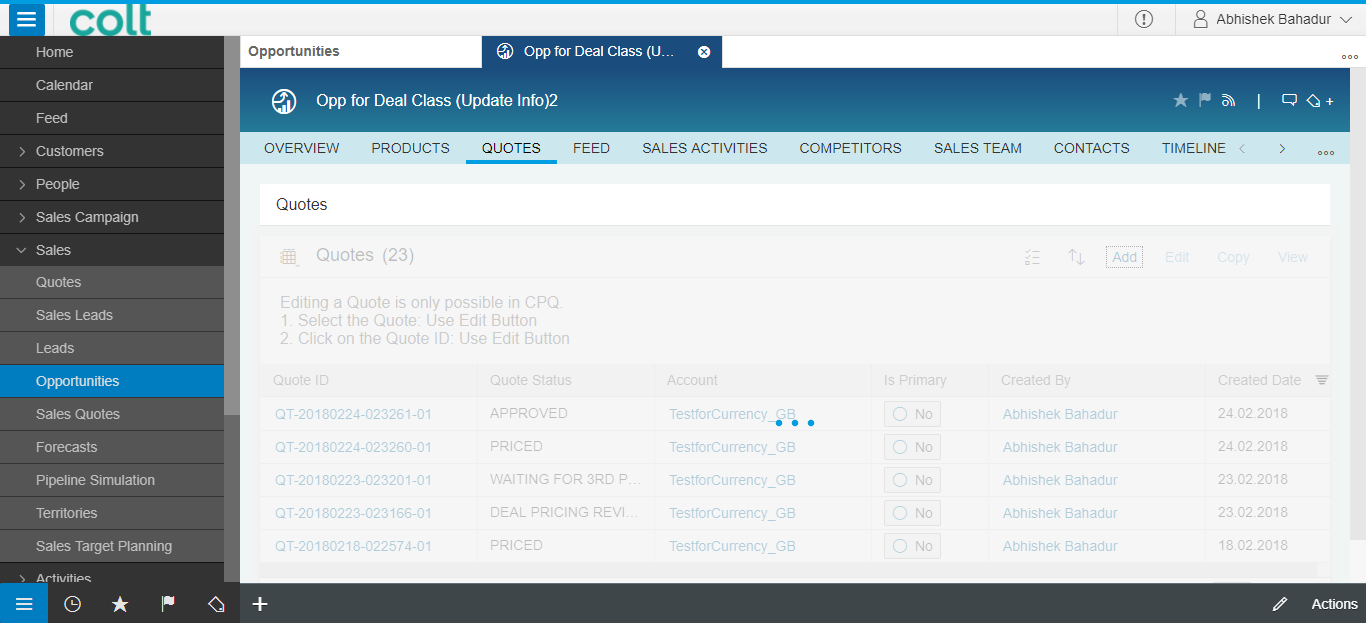 colt
Abhishek Bahadur
Home
Calendar
Feed
Customers
People
Sales Campaign
Sales
Quotes
Sales Leads
Leads
Opportunities
Sales Quotes
Forecasts
Pipeline Simulation
Territories
Sales Target Planning
Activities
Opportunities
Opp for Deal Class (U...
Opp for Deal Class (Update Info)2
OVERVIEW PRODUCTS QUOTES FEED SALES ACTIVITIES COMPETITORS SALES TEAM CONTACTS TIMELINE
Quotes
Quotes (23)
Add Edit Copy View
Editing a Quote is only possible in CPQ.
1. Select the Quote: Use Edit Button
2. Click on the Quote ID: Use Edit Button
Quote ID Quote Status Account Is Primary Created By Created Date
QT-20180224-023261-01 APPROVED TestforCurrency_GB No Abhishek Bahadur 24.02.2018
QT-20180224-023260-01 PRICED TestforCurrency_GB No Abhishek Bahadur 24.02.2018
QT-20180223-023201-01 WAITING FOR 3RD P... TestforCurrency_GB No Abhishek Bahadur 23.02.2018
QT-20180223-023166-01 DEAL PRICING REVI... TestforCurrency_GB No Abhishek Bahadur 23.02.2018
QT-20180218-022574-01 PRICED TestforCurrency_GB No Abhishek Bahadur 18.02.2018
Actions